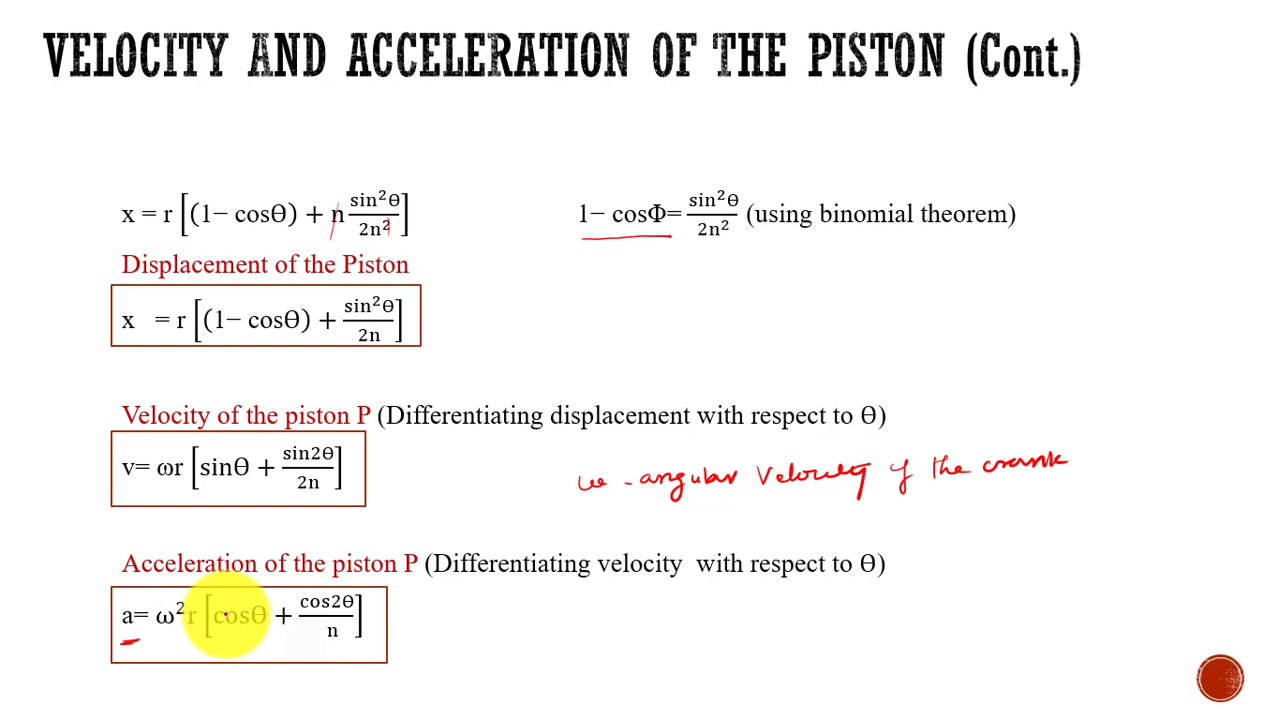 VELOCITY AND ACCELERATION OF THE PISTON (Cont.)
x = r [(1− cosϴ) + n sin²ϴ/2n²]
1− cosΦ= sin²ϴ/2n² (using binomial theorem)
Displacement of the Piston
x = r [(1− cosϴ) + sin²ϴ/2n]
Velocity of the piston P (Differentiating displacement with respect to ϴ)
v= ωr [sinϴ + sin2ϴ/2n]
ω - angular Velocity of the crank
Acceleration of the piston P (Differentiating velocity with respect to ϴ)
a= ω²r [cosϴ + cos2ϴ/n]